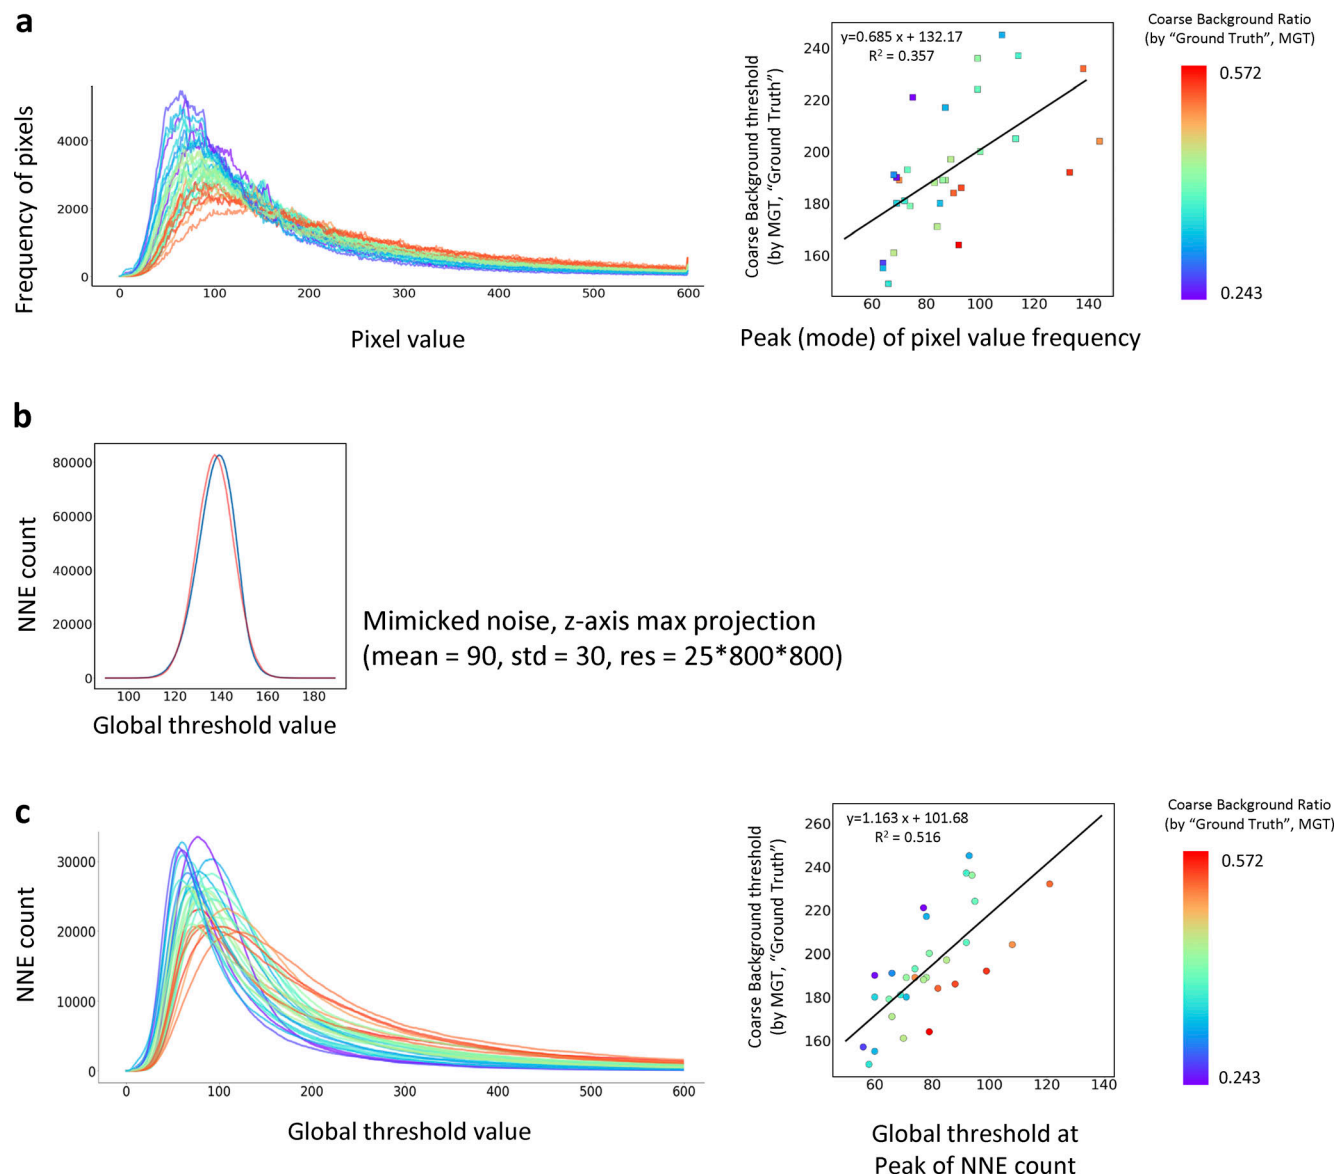 a
Frequency of pixels
4000
2000
0
0
100
200
300
400
500
600
Pixel value
y=0.685 x + 132.17
R² = 0.357
Coarse Background threshold
(by MGT, “Ground Truth”)
240
220
200
180
160
60
80
100
120
140
Peak (mode) of pixel value frequency
Coarse Background Ratio
(by “Ground Truth”, MGT)
0.572
0.243
b
NNE count
80000
60000
40000
20000
0
100
120
140
160
180
Global threshold value
Mimicked noise, z-axis max projection
(mean = 90, std = 30, res = 25*800*800)
c
NNE count
30000
20000
10000
0
0
100
200
300
400
500
600
Global threshold value
y=1.163 x + 101.68
R² = 0.516
Coarse Background threshold
(by MGT, “Ground Truth”)
260
240
220
200
180
160
60
80
100
120
140
Global threshold at
Peak of NNE count
Coarse Background Ratio
(by “Ground Truth”, MGT)
0.572
0.243